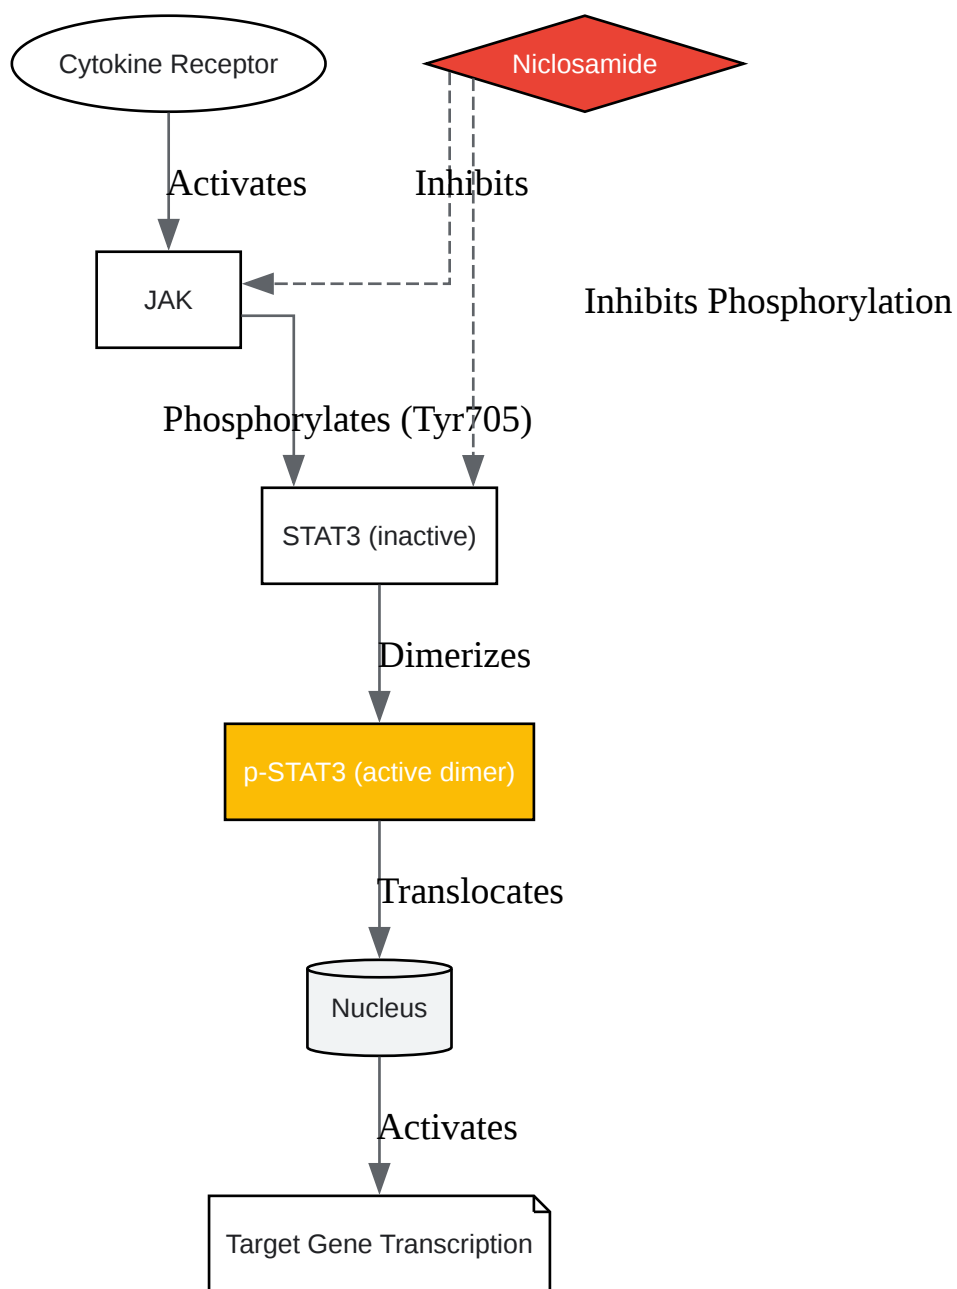 Cytokine Receptor
Niclosamide
Activates
Inhibits
JAK
Inhibits Phosphorylation
Phosphorylates (Tyr705)
STAT3 (inactive)
Dimerizes
p-STAT3 (active dimer)
Translocates
Nucleus
Activates
Target Gene Transcription